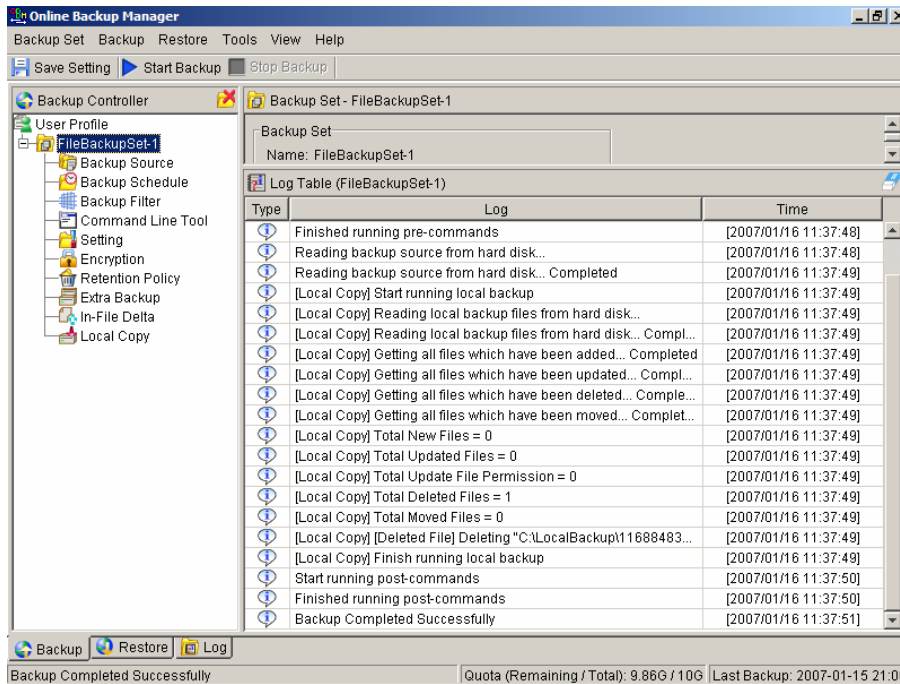 Online Backup Manager
Backup Set Backup Restore Tools View Help
Save Setting Start Backup Stop Backup
Backup Controller
User Profile
FileBackupSet-1
Backup Source
Backup Schedule
Backup Filter
Command Line Tool
Setting
Encryption
Retention Policy
Extra Backup
In-File Delta
Local Copy
Backup Set - FileBackupSet-1
Backup Set
Name: FileBackupSet-1
Log Table (FileBackupSet-1)
Type Log Time
Finished running pre-commands [2007/01/16 11:37:48]
Reading backup source from hard disk... [2007/01/16 11:37:48]
Reading backup source from hard disk... Completed [2007/01/16 11:37:49]
[Local Copy] Start running local backup [2007/01/16 11:37:49]
[Local Copy] Reading local backup files from hard disk... [2007/01/16 11:37:49]
[Local Copy] Reading local backup files from hard disk... Compl... [2007/01/16 11:37:49]
[Local Copy] Getting all files which have been added... Completed [2007/01/16 11:37:49]
[Local Copy] Getting all files which have been updated... Compl... [2007/01/16 11:37:49]
[Local Copy] Getting all files which have been deleted... Comple... [2007/01/16 11:37:49]
[Local Copy] Getting all files which have been moved... Complet... [2007/01/16 11:37:49]
[Local Copy] Total New Files = 0 [2007/01/16 11:37:49]
[Local Copy] Total Updated Files = 0 [2007/01/16 11:37:49]
[Local Copy] Total Update File Permission = 0 [2007/01/16 11:37:49]
[Local Copy] Total Deleted Files = 1 [2007/01/16 11:37:49]
[Local Copy] Total Moved Files = 0 [2007/01/16 11:37:49]
[Local Copy] [Deleted File] Deleting "C:\LocalBackup\11688483... [2007/01/16 11:37:49]
[Local Copy] Finish running local backup [2007/01/16 11:37:49]
Start running post-commands [2007/01/16 11:37:50]
Finished running post-commands [2007/01/16 11:37:50]
Backup Completed Successfully [2007/01/16 11:37:51]
Backup Restore Log
Backup Completed Successfully Quota (Remaining / Total): 9.86G / 10G Last Backup: 2007-01-15 21:0